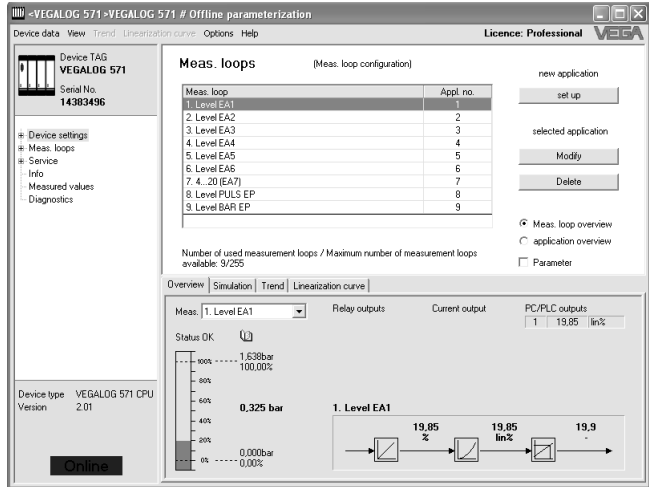 <VEGALOG 571 >VEGALOG 571 # Offline parameterization
Device data View Trend Linearization curve Options Help Licence: Professional VEGA
Device TAG
VEGALOG 571
Serial No.
14383496
Device settings
Meas. loops
Service
Info
Measured values
Diagnostics
Device type VEGALOG 571 CPU
Version 2.01
Online
Meas. loops (Meas. loop configuration)
Meas. loop Appl. no.
1. Level EA1 1
2. Level EA2 2
3. Level EA3 3
4. Level EA4 4
5. Level EA5 5
6. Level EA6 6
7. 4...20 (EA7) 7
8. Level PULS EP 8
9. Level BAR EP 9
Number of used measurement loops / Maximum number of measurement loops
available: 9/255
new application
set up
selected application
Modify
Delete
Meas. loop overview
application overview
Parameter
Overview Simulation Trend Linearization curve
Meas. 1. Level EA1 Relay outputs Current output PC/PLC outputs
1 19,85 lin%
Status OK
100% 1,638bar
100,00%
80%
60% 0,325 bar
40%
20%
0% 0,000bar
0,00%
1. Level EA1
19,85 19,85 19,9
% lin% -